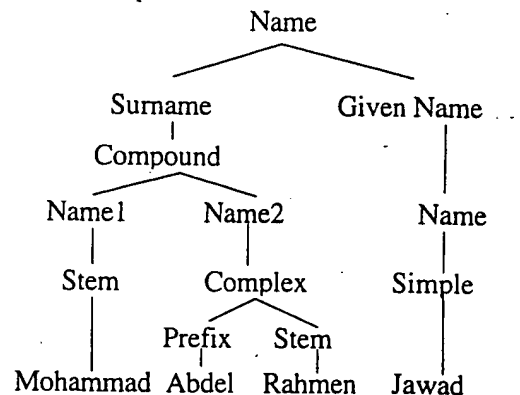 Name
Surname Given Name
Compound
Name1 Name2 Name
Stem Complex Simple
Prefix Stem
Mohammad Abdel Rahmen Jawad